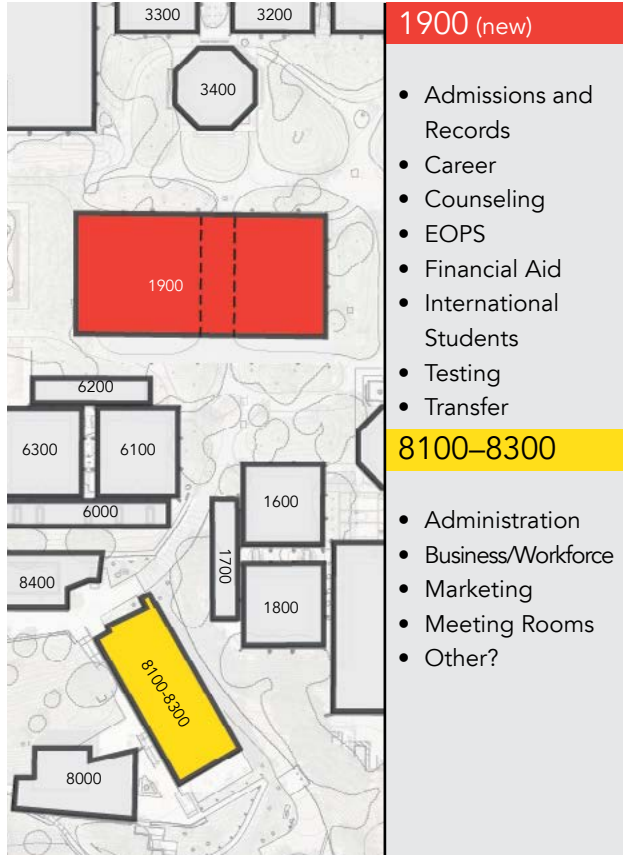 3300
3200
3400
1900
6200
6300
6100
6000
1600
1700
1800
8400
8100-8300
8000
1900 (new)
• Admissions and
Records
• Career
• Counseling
• EOPS
• Financial Aid
• International
Students
• Testing
• Transfer
8100–8300
• Administration
• Business/Workforce
• Marketing
• Meeting Rooms
• Other?